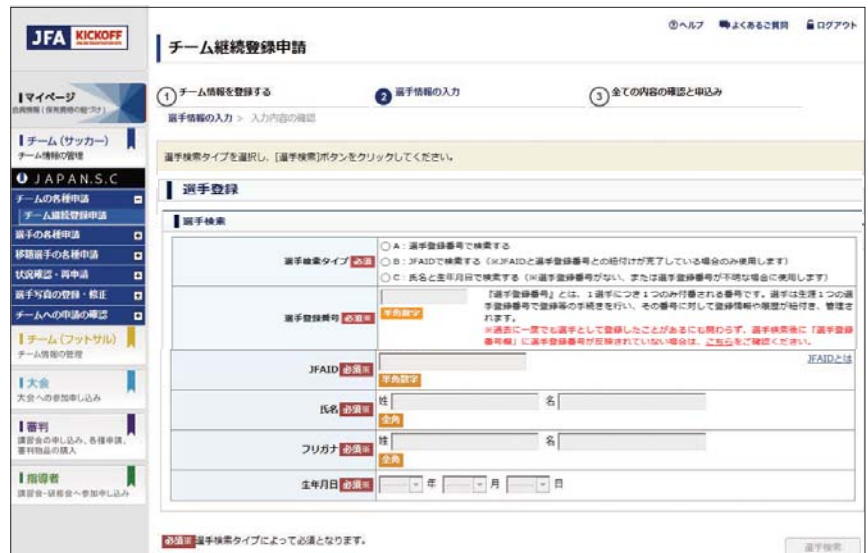 JFA KICKOFF
チーム継続登録申請
ヘルプ よくあるご質問 ログアウト
マイページ
1 チーム情報を登録する 2 選手情報の入力 3 全ての内容の確認と申込み
選手情報の入力 > 入力内容の確認
チーム(サッカー)
チーム情報の管理
選手検索タイプを選択し、[選手検索]ボタンをクリックしてください。
JAPAN.S.C
チームの各種申請
チーム継続登録申請
選手の各種申請
移籍選手の各種申請
状況確認・再申請
選手写真の登録・修正
チームへの申請の確認
チーム(フットサル)
チーム情報の管理
大会
大会への参加申し込み
審判
講習会の申し込み、各種申請、
審判物品の購入
指導者
講習会・研修会へ参加申し込み
選手登録
選手検索
選手検索タイプ 必須
A:選手登録番号で検索する
B:JFAIDで検索する(※JFAIDと選手登録番号との紐付けが完了している場合のみ使用します)
C:氏名と生年月日で検索する(※選手登録番号がない、または選手登録番号が不明な場合に使用します)
選手登録番号 必須※
半角数字
『選手登録番号』とは、1選手につき1つのみ付番される番号です。選手は生涯1つの選
手登録番号で登録等の手続きを行い、その番号に対して登録情報や履歴が紐付き、管理さ
れます。
※過去に一度でも選手として登録したことがあるにも関わらず、選手検索後に「選手登録
番号欄」に選手登録番号が反映されていない場合は、こちらをご確認ください。
JFAID 必須※
半角数字
JFAIDとは
氏名 必須※ 姓 名
全角
フリガナ 必須※ 姓 名
全角
生年月日 必須※ 年 月 日
必須※ 選手検索タイプによって必須となります。
選手検索